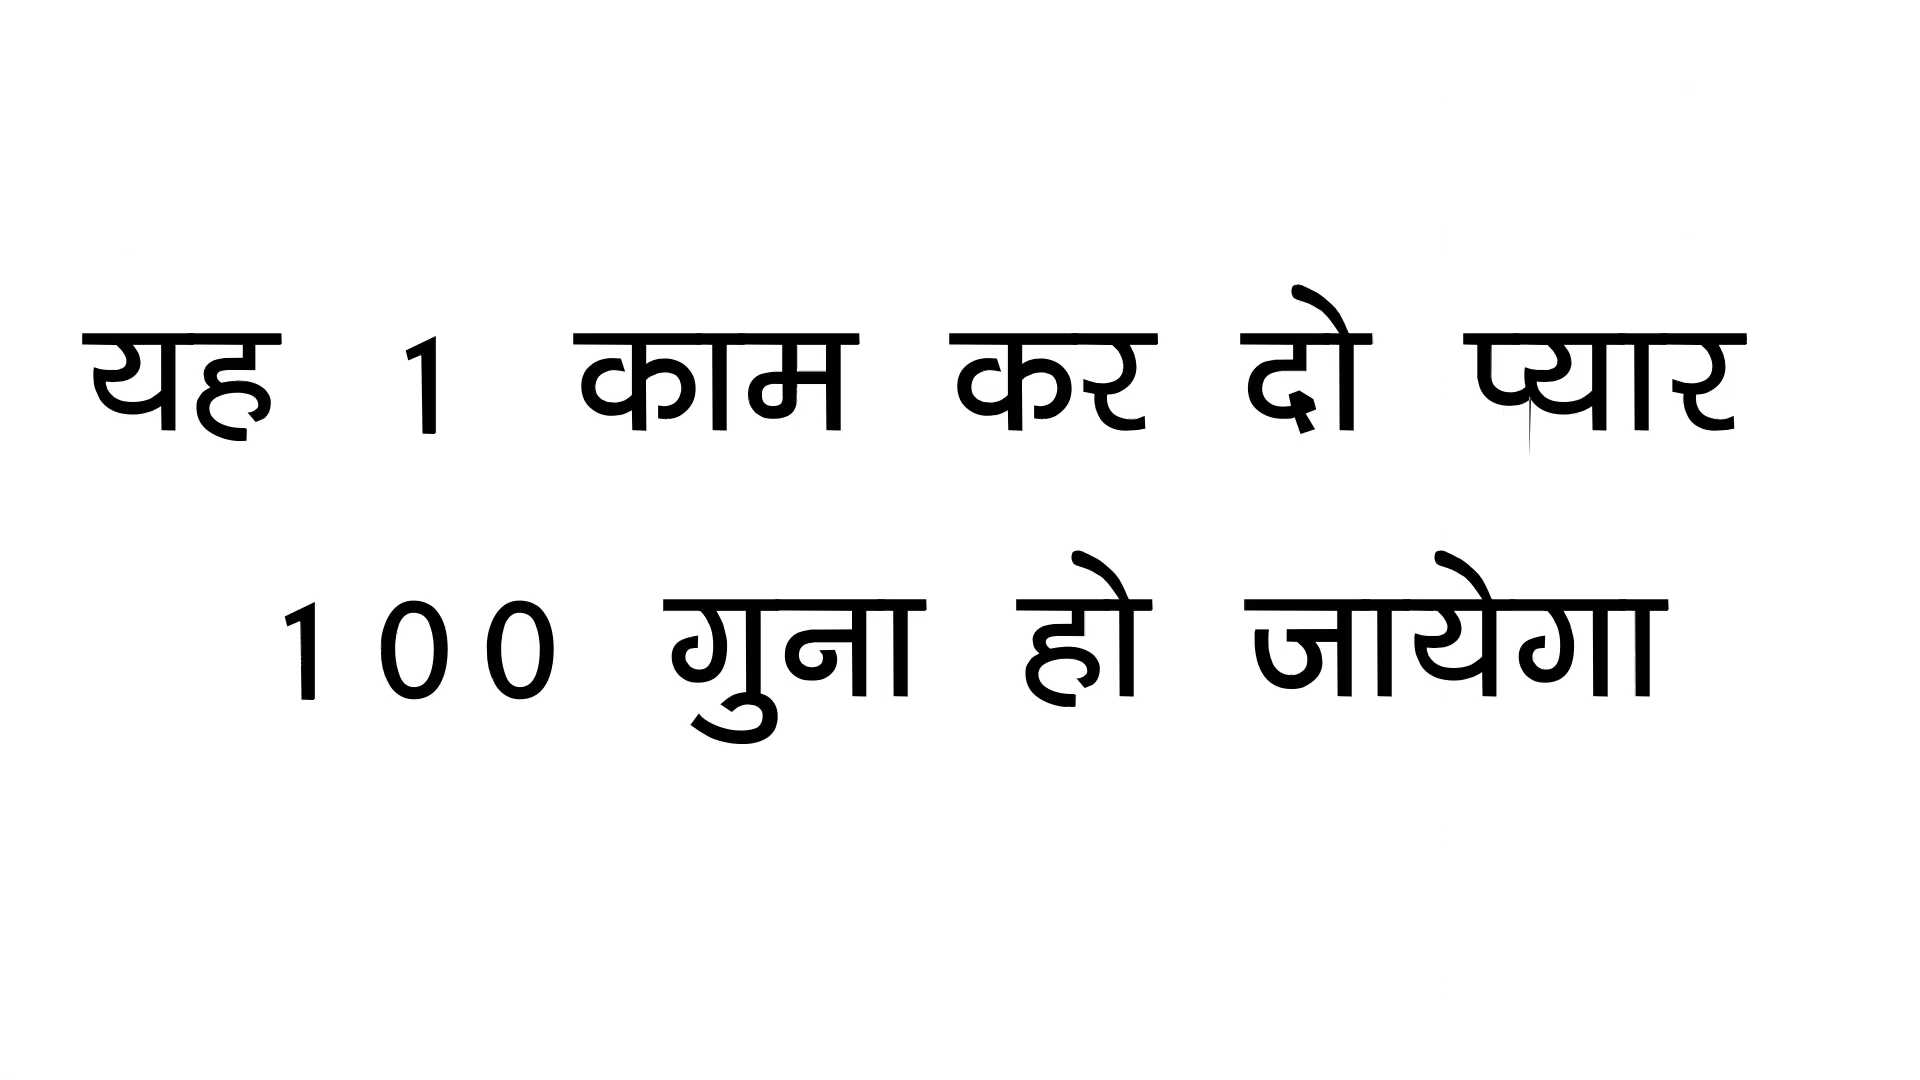 यह 1 काम कर दो प्यार
100 गुना हो जायेगा